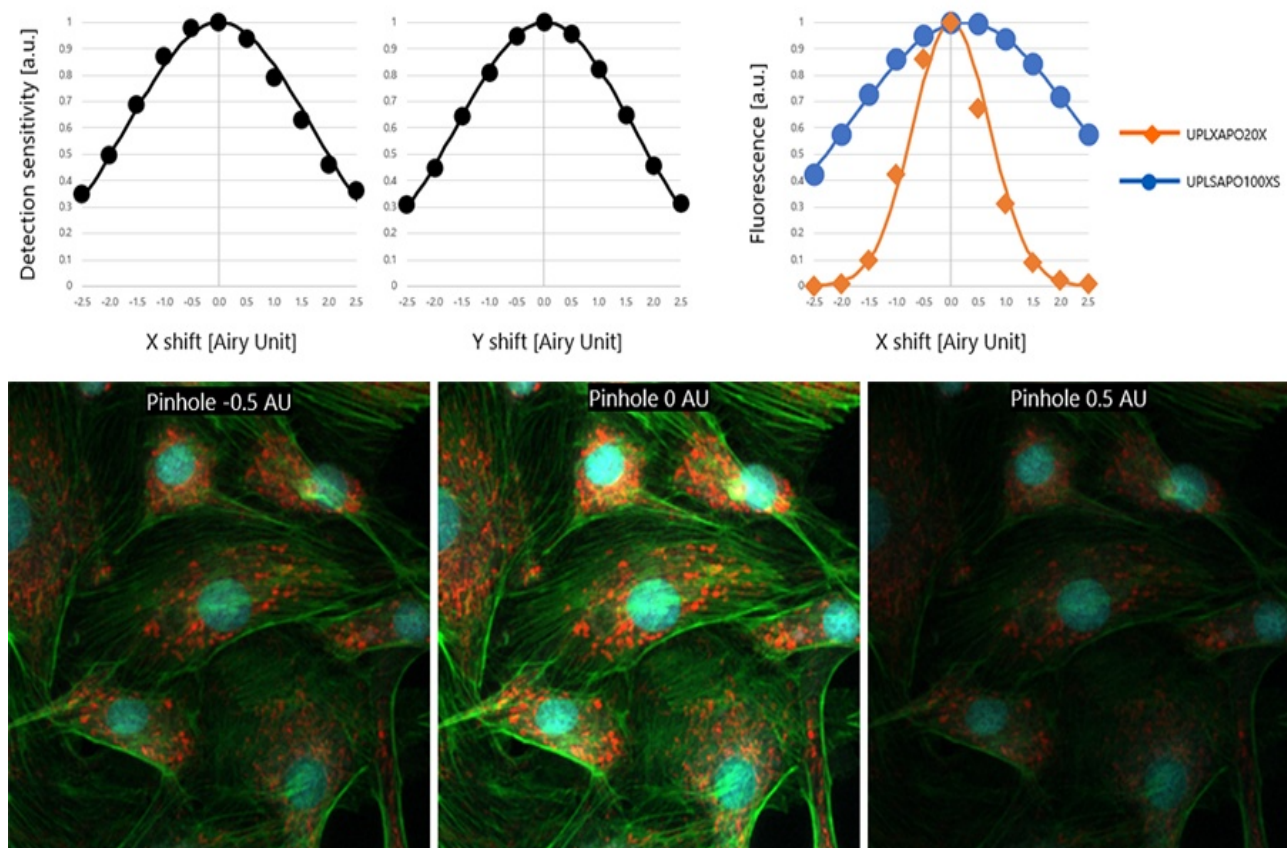 Detection sensitivity [a.u.]
1
0.9
0.8
0.7
0.6
0.5
0.4
0.3
0.2
0.1
0
-2.5 -2.0 -1.5 -1.0 -0.5 0.0 0.5 1.0 1.5 2.0 2.5
X shift [Airy Unit]
1
0.9
0.8
0.7
0.6
0.5
0.4
0.3
0.2
0.1
0
-2.5 -2.0 -1.5 -1.0 -0.5 0.0 0.5 1.0 1.5 2.0 2.5
Y shift [Airy Unit]
Fluorescence [a.u.]
1
0.9
0.8
0.7
0.6
0.5
0.4
0.3
0.2
0.1
0
-2.5 -2.0 -1.5 -1.0 -0.5 0.0 0.5 1.0 1.5 2.0 2.5
X shift [Airy Unit]
UPLXAPO20X
UPLSAPO100XS
Pinhole -0.5 AU
Pinhole 0 AU
Pinhole 0.5 AU